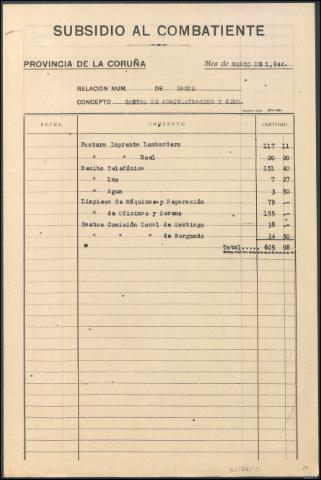 SUBSIDIO AL COMBATIENTE
PROVINCIA DE LA CORUÑA Mes de MARZO DE 1,944.
RELACION NUM. DE PAGOS
CONCEPTO GASTOS DE ADMINISTRACION Y GIRO.
FECHA CONCEPTO CANTIDAD
Factura Imprenta Lombardero 117 11
" " Roel 20 20
Recibo Telefónica 151 40
" Luz 7 27
" Agua 3 50
Limpieza de Máquinas y Reparación 79 .-
" de Oficinas y Sereno 155 .-
Gastos Comisión Local de Santiago 38 .-
" " " de Bergondo 34 50
Total.... 605 98